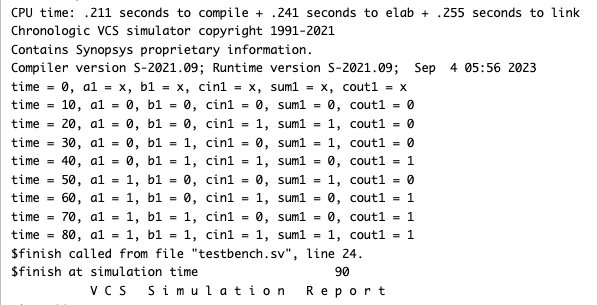 CPU time: .211 seconds to compile + .241 seconds to elab + .255 seconds to link
Chronologic VCS simulator copyright 1991-2021
Contains Synopsys proprietary information.
Compiler version S-2021.09; Runtime version S-2021.09;  Sep  4 05:56 2023
time = 0, a1 = x, b1 = x, cin1 = x, sum1 = x, cout1 = x
time = 10, a1 = 0, b1 = 0, cin1 = 0, sum1 = 0, cout1 = 0
time = 20, a1 = 0, b1 = 0, cin1 = 1, sum1 = 1, cout1 = 0
time = 30, a1 = 0, b1 = 1, cin1 = 0, sum1 = 1, cout1 = 0
time = 40, a1 = 0, b1 = 1, cin1 = 1, sum1 = 0, cout1 = 1
time = 50, a1 = 1, b1 = 0, cin1 = 0, sum1 = 1, cout1 = 0
time = 60, a1 = 1, b1 = 0, cin1 = 1, sum1 = 0, cout1 = 1
time = 70, a1 = 1, b1 = 1, cin1 = 0, sum1 = 0, cout1 = 1
time = 80, a1 = 1, b1 = 1, cin1 = 1, sum1 = 1, cout1 = 1
$finish called from file "testbench.sv", line 24.
$finish at simulation time                   90
V C S   S i m u l a t i o n   R e p o r t